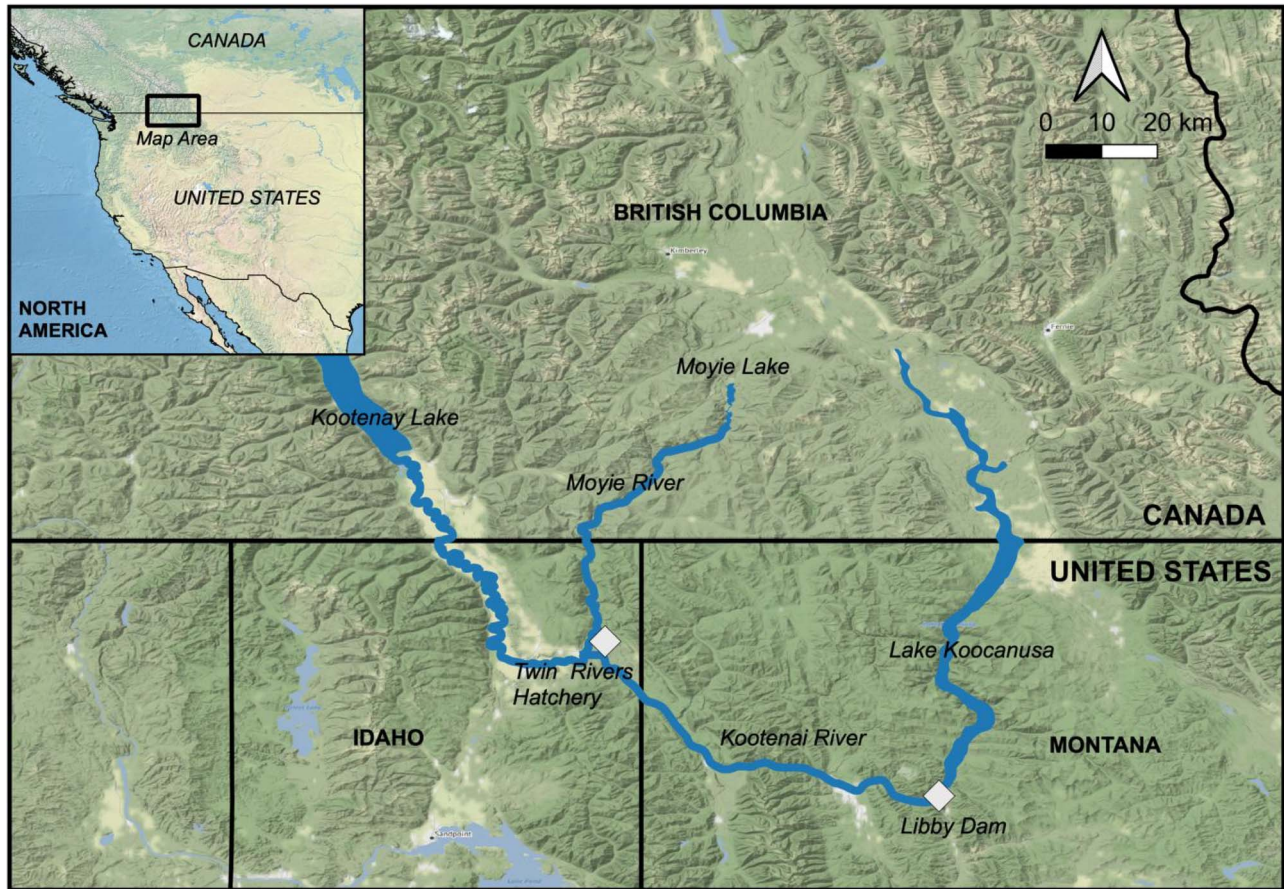 CANADA
Map Area
UNITED STATES
NORTH
AMERICA
0 10 20 km
BRITISH COLUMBIA
Kimberley
Fernie
Moyie Lake
Kootenay Lake
Moyie River
CANADA
UNITED STATES
Lake Koocanusa
Twin Rivers
Hatchery
IDAHO
Kootenai River
MONTANA
Libby Dam
Sandpoint